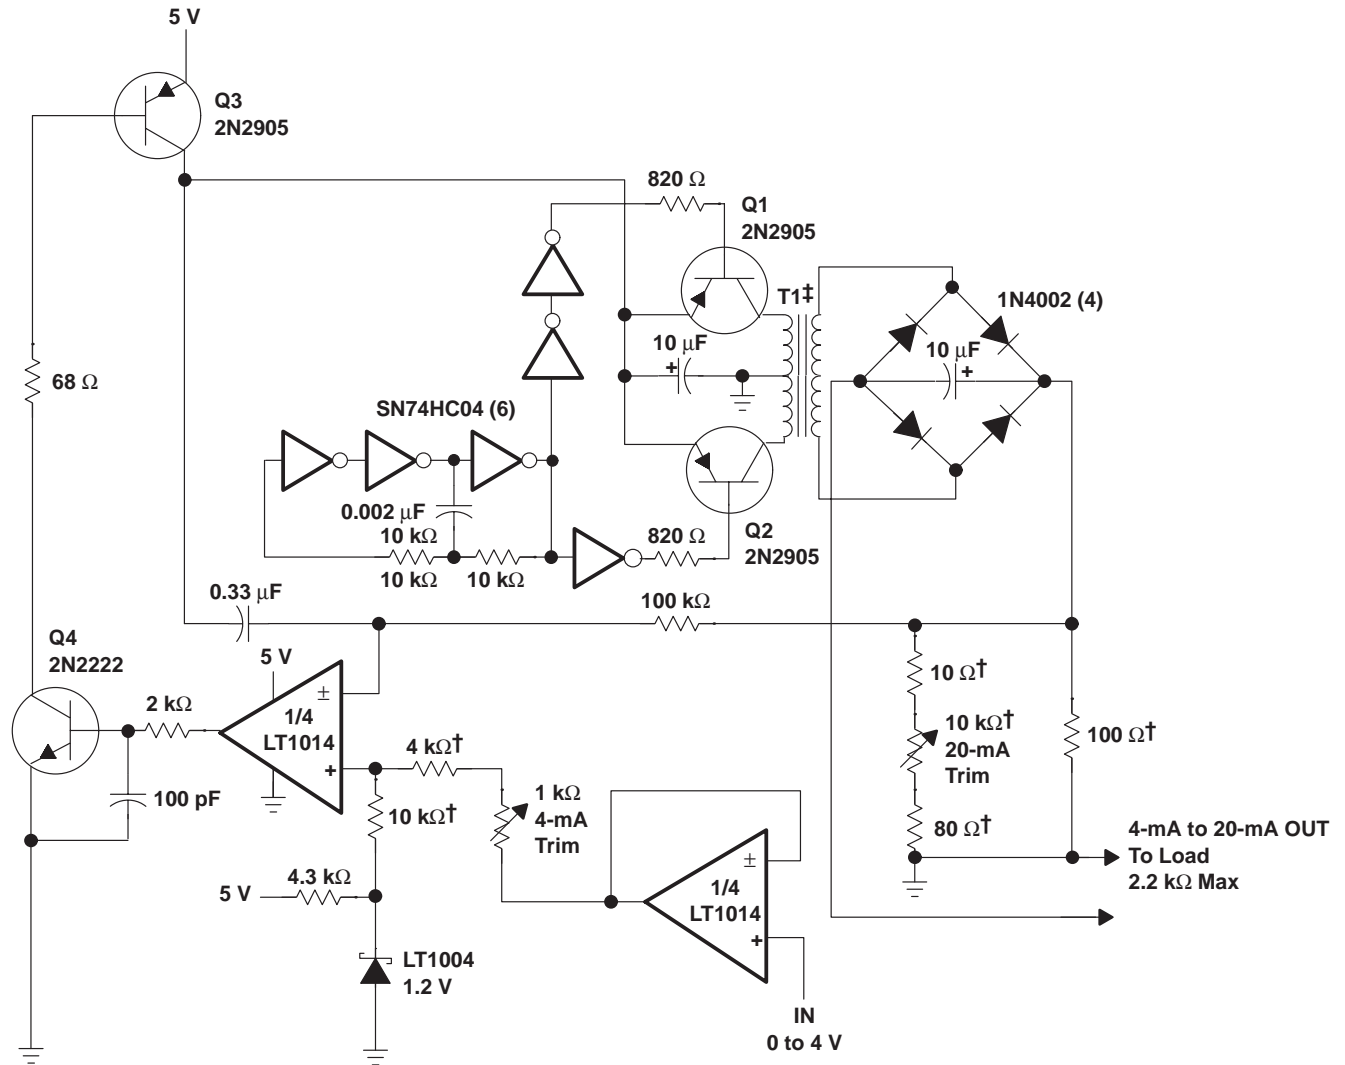 5 V
Q3
2N2905
820 Ω
Q1
2N2905
T1‡
1N4002 (4)
10 μF
+
10 μF
+
68 Ω
SN74HC04 (6)
0.002 μF
10 kΩ
10 kΩ
10 kΩ
820 Ω
Q2
2N2905
0.33 μF
100 kΩ
Q4
2N2222
5 V
±
2 kΩ
1/4
LT1014
+
10 Ω†
10 kΩ†
20-mA
Trim
100 Ω†
4 kΩ†
100 pF
10 kΩ†
1 kΩ
4-mA
Trim
80 Ω†
4-mA to 20-mA OUT
To Load
2.2 kΩ Max
±
1/4
LT1014
+
4.3 kΩ
5 V
LT1004
1.2 V
IN
0 to 4 V